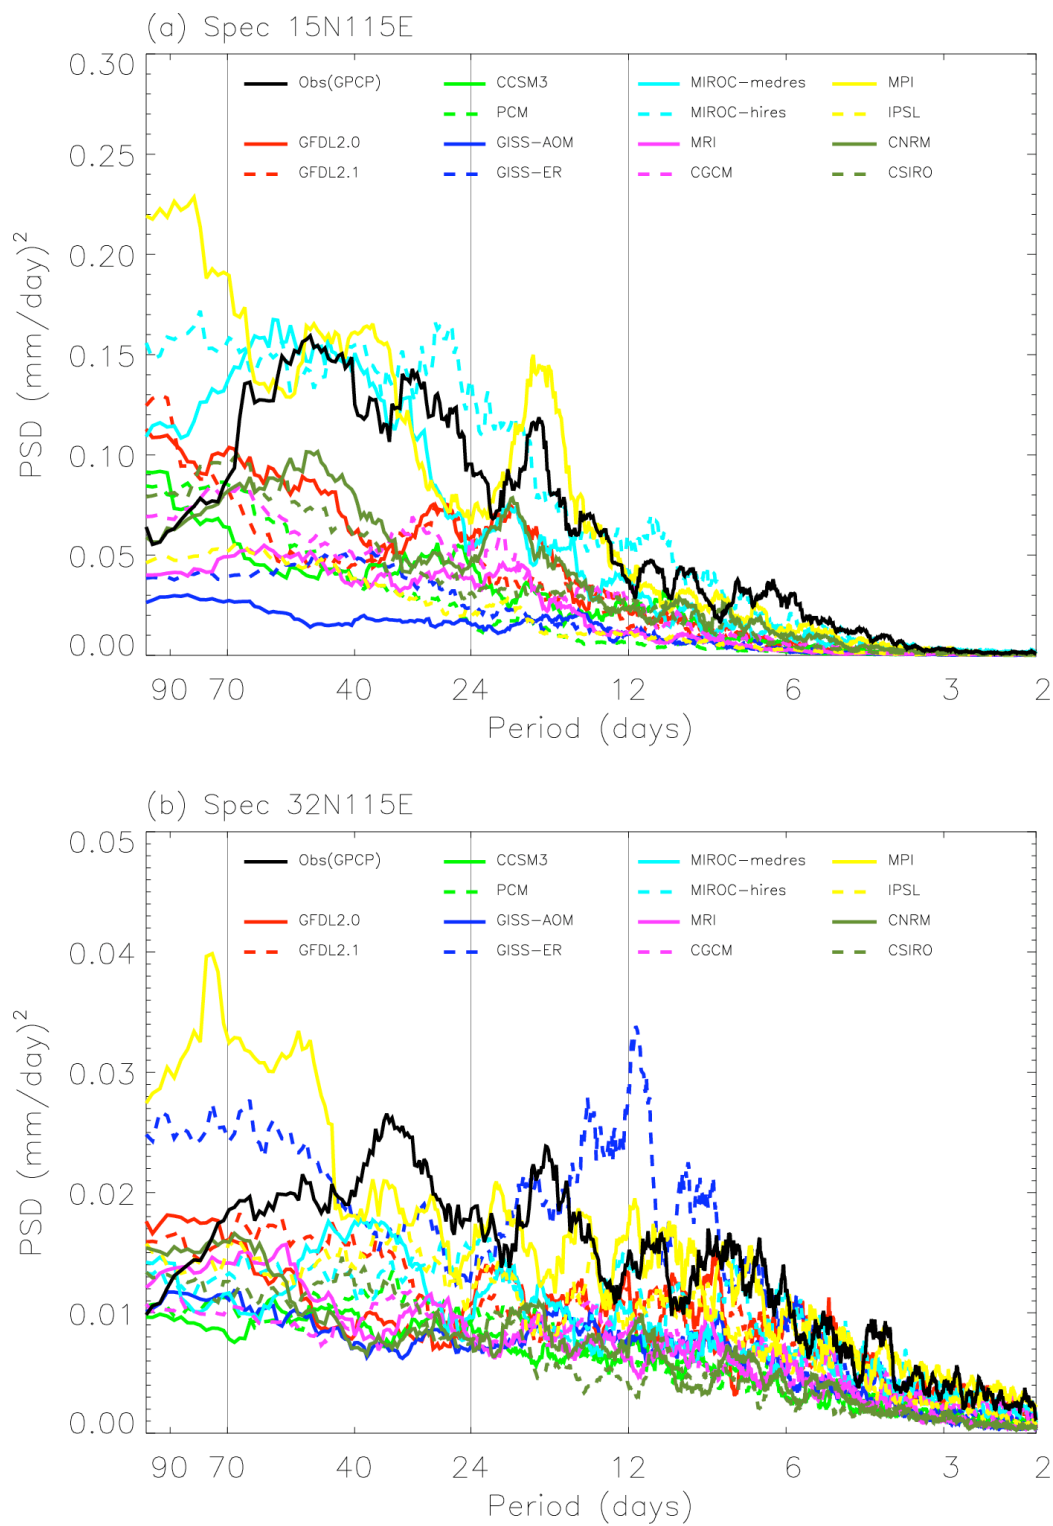 (a) Spec 15N115E
0.30
Obs(GPCP) CCSM3 MIROC-medres MPI
PCM MIROC-hires IPSL
GFDL2.0 GISS-AOM MRI CNRM
GFDL2.1 GISS-ER CGCM CSIRO
0.25
0.20
0.15
0.10
0.05
0.00
PSD (mm/day)²
90 70 40 24 12 6 3 2
Period (days)
(b) Spec 32N115E
0.05
Obs(GPCP) CCSM3 MIROC-medres MPI
PCM MIROC-hires IPSL
GFDL2.0 GISS-AOM MRI CNRM
GFDL2.1 GISS-ER CGCM CSIRO
0.04
0.03
0.02
0.01
0.00
PSD (mm/day)²
90 70 40 24 12 6 3 2
Period (days)